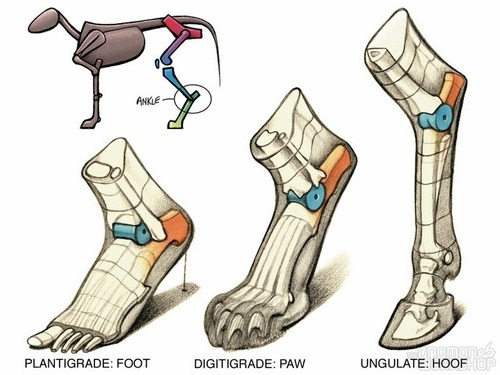 ANKLE
PLANTIGRADE: FOOT
DIGITIGRADE: PAW
UNGULATE: HOOF